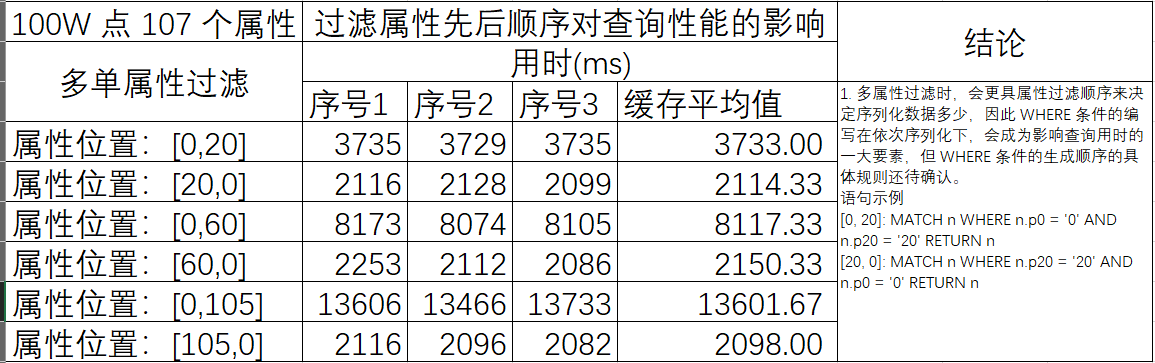 100W 点 107 个属性 过滤属性先后顺序对查询性能的影响 结论
多单属性过滤 用时(ms)
序号1 序号2 序号3 缓存平均值
属性位置：[0,20] 3735 3729 3735 3733.00
属性位置：[20,0] 2116 2128 2099 2114.33
属性位置：[0,60] 8173 8074 8105 8117.33
属性位置：[60,0] 2253 2112 2086 2150.33
属性位置：[0,105] 13606 13466 13733 13601.67
属性位置：[105,0] 2116 2096 2082 2098.00
1. 多属性过滤时，会更具属性过滤顺序来决
定序列化数据多少，因此 WHERE 条件的编
写在依次序列化下，会成为影响查询用时的
一大要素，但 WHERE 条件的生成顺序的具
体规则还待确认。
语句示例
[0, 20]: MATCH n WHERE n.p0 = '0' AND
n.p20 = '20' RETURN n
[20, 0]: MATCH n WHERE n.p20 = '20' AND
n.p0 = '0' RETURN n